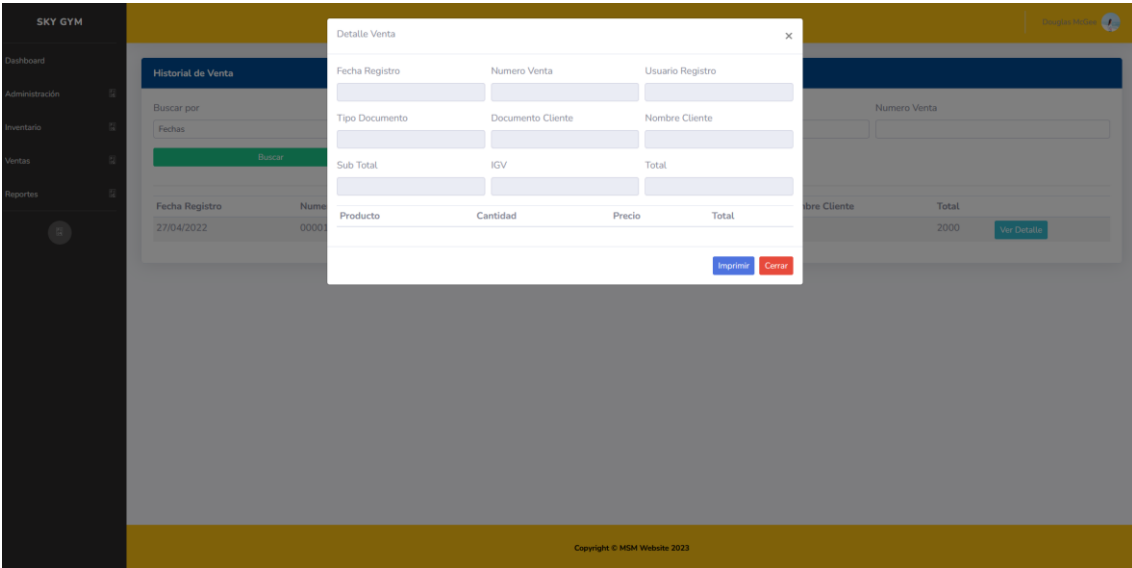 SKY GYM
Douglas McGee
Dashboard
Administración
Inventario
Ventas
Reportes
Historial de Venta
Buscar por
Fechas
Buscar
Numero Venta
Fecha Registro
Total
27/04/2022
2000
Ver Detalle
Detalle Venta
×
Fecha Registro Numero Venta Usuario Registro
Tipo Documento Documento Cliente Nombre Cliente
Sub Total IGV Total
Producto Cantidad Precio Total
Imprimir Cerrar
Copyright © MSM Website 2023